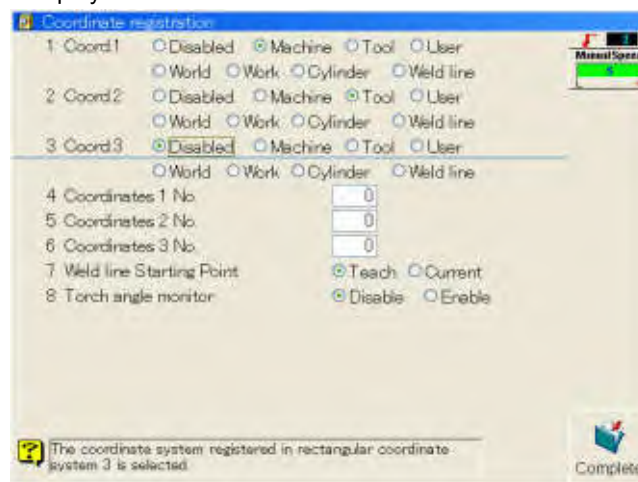 Coordinate registration
1 Coord.1 Disabled Machine Tool User
World Work Cylinder Weld line
Manual Speed
5
2 Coord.2 Disabled Machine Tool User
World Work Cylinder Weld line
3 Coord.3 Disabled Machine Tool User
World Work Cylinder Weld line
4 Coordinates 1 No. 0
5 Coordinates 2 No. 0
6 Coordinates 3 No. 0
7 Weld line Starting Point Teach Current
8 Torch angle monitor Disable Enable
The coordinate system registered in rectangular coordinate
system 3 is selected.
Complete